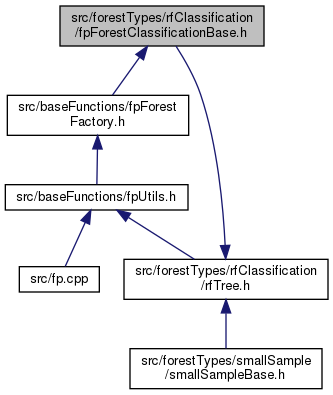 src/forestTypes/rfClassification
/fpForestClassificationBase.h
src/baseFunctions/fpForest
Factory.h
src/baseFunctions/fpUtils.h
src/fp.cpp
src/forestTypes/rfClassification
/rfTree.h
src/forestTypes/smallSample
/smallSampleBase.h